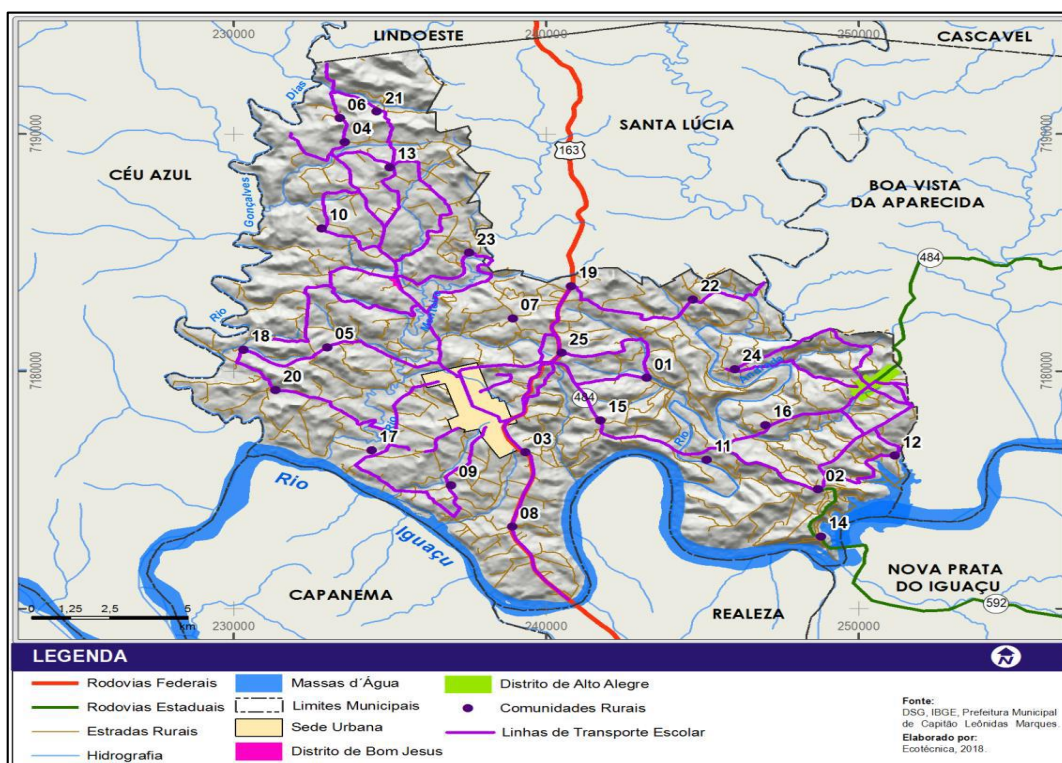 230000
240000
250000
LINDOESTE
CASCAVEL
SANTA LÚCIA
163
CÉU AZUL
BOA VISTA
DA APARECIDA
7190000
7190000
Dias
Gonçalves
Rio
06
21
04
13
10
23
19
22
07
18
05
25
01
24
20
484
484
15
16
17
Rio
03
11
12
09
02
08
14
7180000
7180000
Rio
Rio
Iguaçu
CAPANEMA
REALEZA
NOVA PRATA
DO IGUAÇU
592
0 1,25 2,5 5
km
230000
240000
250000
LEGENDA
N
Rodovias Federais
Rodovias Estaduais
Estradas Rurais
Hidrografia
Massas d´Água
Limites Municipais
Sede Urbana
Distrito de Bom Jesus
Distrito de Alto Alegre
Comunidades Rurais
Linhas de Transporte Escolar
Fonte:
DSG, IBGE, Prefeitura Municipal
de Capitão Leônidas Marques.
Elaborado por:
Ecotécnica, 2018.